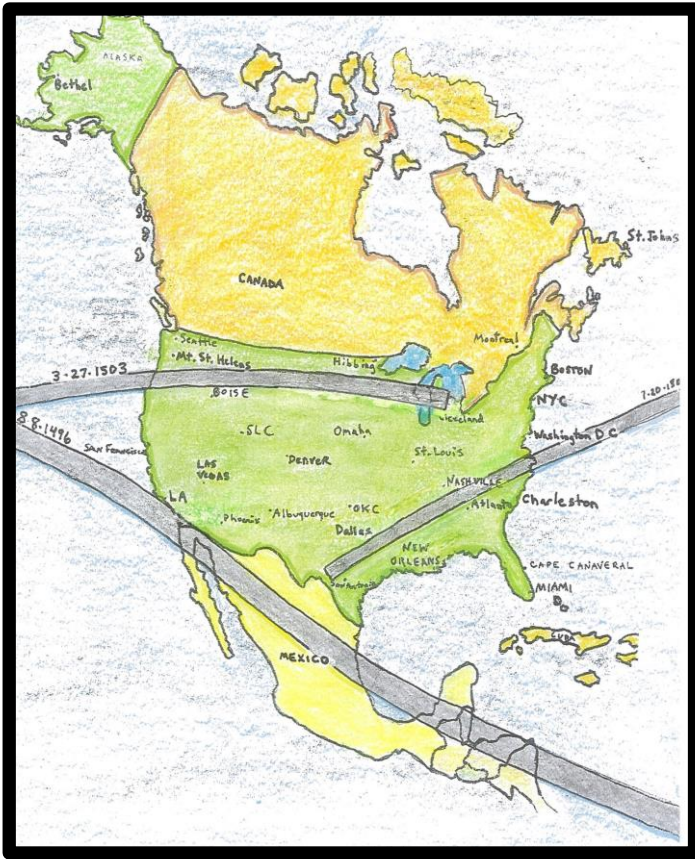 ALASKA
Bethel
St. Johns
CANADA
Montreal
Seattle
Mt. St. Helens
Hibbing
3·27·1503
BOISE
BOSTON
NYC
Cleveland
8·8·1496
San Francisco
SLC
Omaha
Washington D C
DENVER
St. Louis
LAS
VEGAS
NASHVILLE
LA
Phoenix
Albuquerque
OKC
Atlanta
Charleston
Dallas
NEW
ORLEANS
San Antonio
CAPE CANAVERAL
MIAMI
CUBA
MEXICO